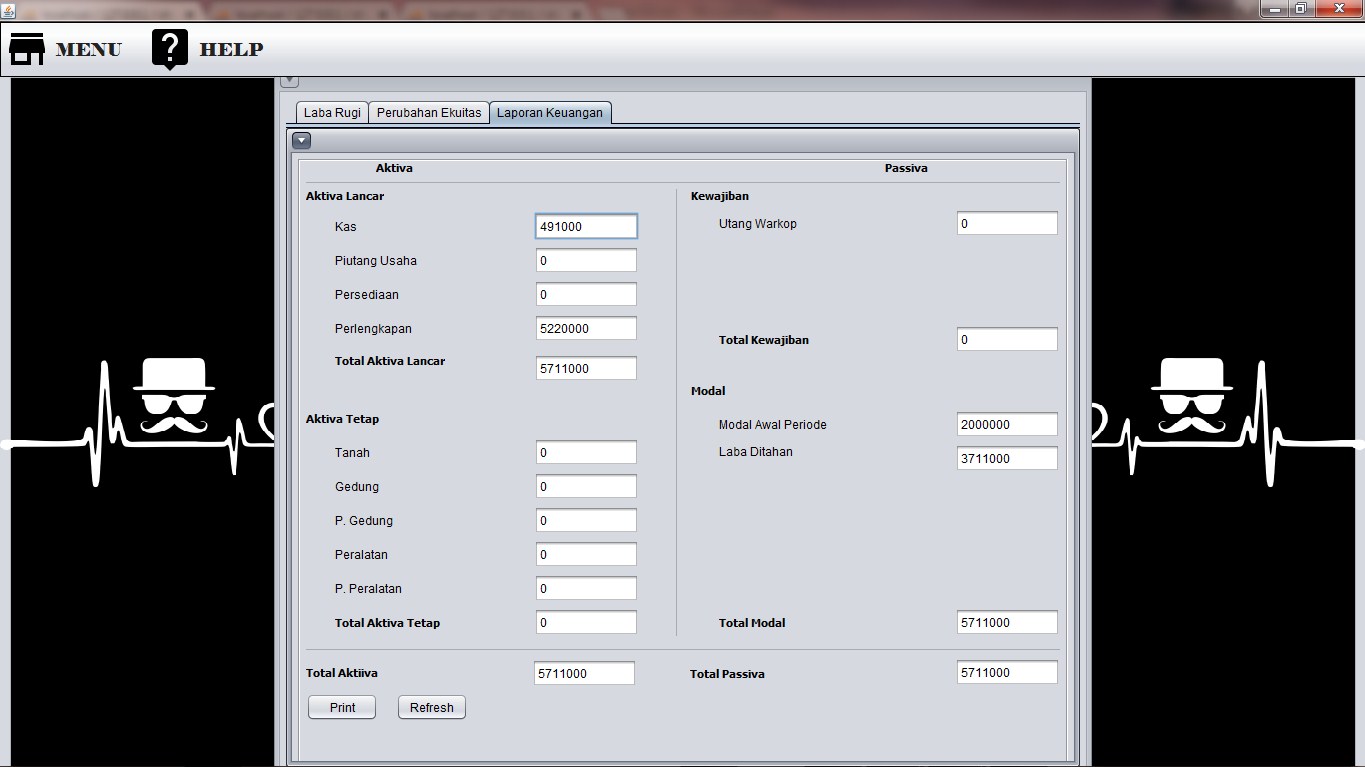 MENU ? HELP
Laba Rugi Perubahan Ekuitas Laporan Keuangan
Aktiva Passiva
Aktiva Lancar Kewajiban
Kas 491000 Utang Warkop 0
Piutang Usaha 0
Persediaan 0
Perlengkapan 5220000 Total Kewajiban 0
Total Aktiva Lancar 5711000
Modal
Aktiva Tetap Modal Awal Periode 2000000
Tanah 0 Laba Ditahan 3711000
Gedung 0
P. Gedung 0
Peralatan 0
P. Peralatan 0
Total Aktiva Tetap 0 Total Modal 5711000
Total Aktiiva 5711000 Total Passiva 5711000
Print Refresh